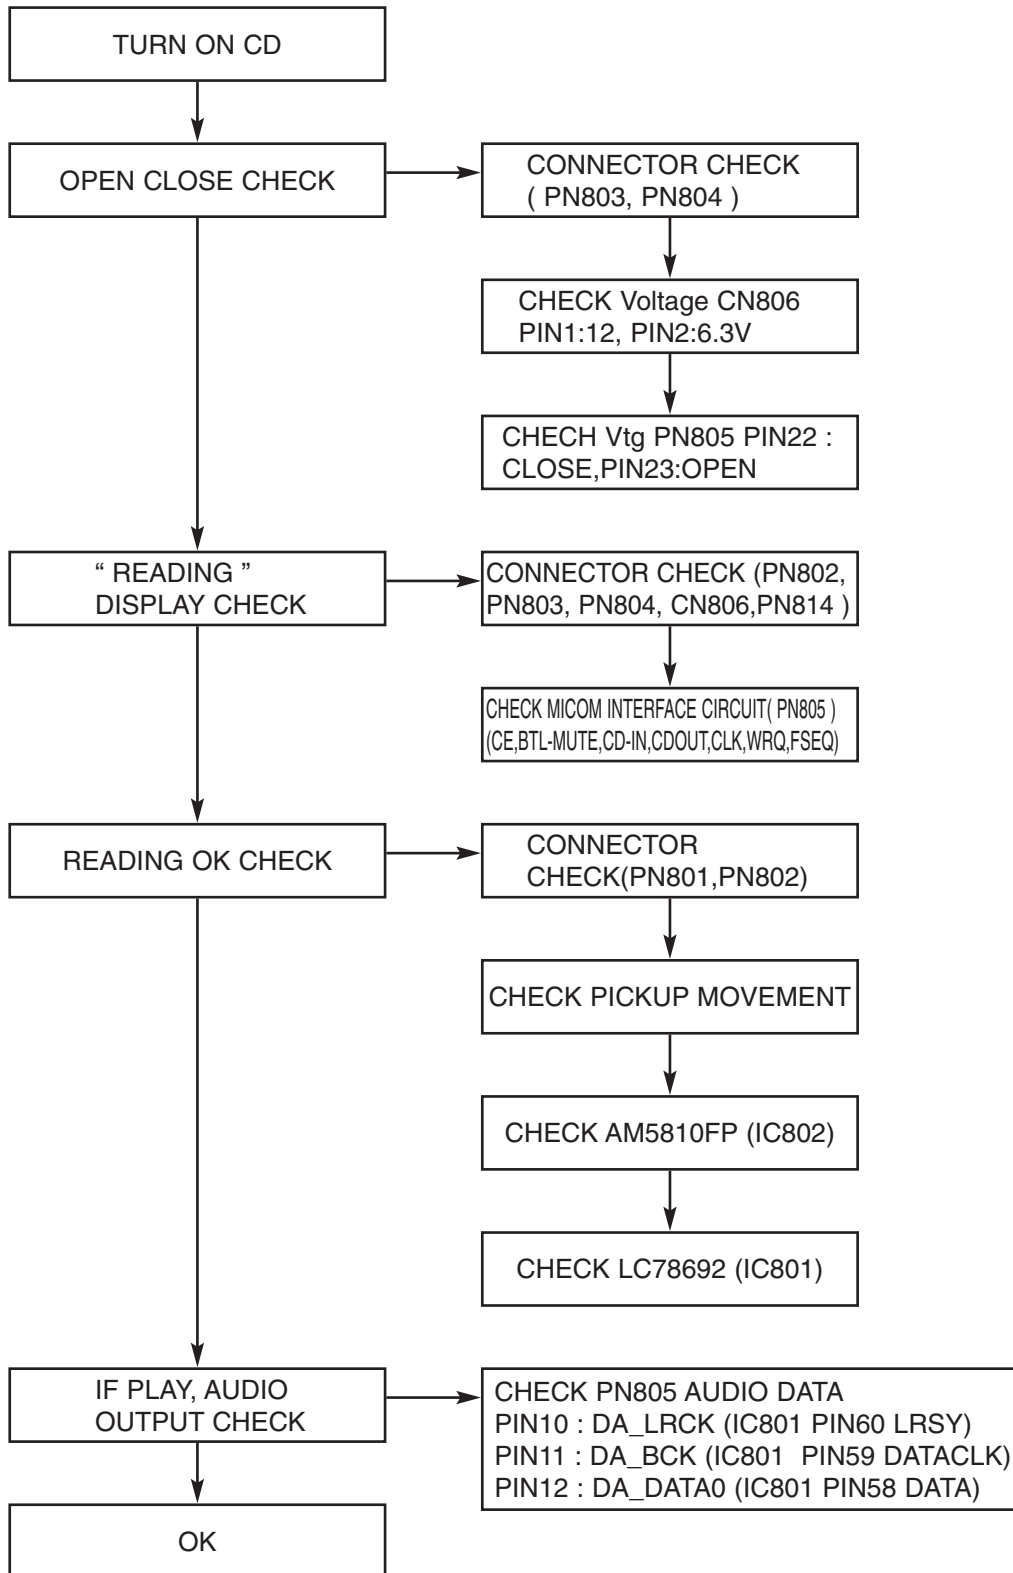 TURN ON CD
OPEN CLOSE CHECK
CONNECTOR CHECK
( PN803, PN804 )
CHECK Voltage CN806
PIN1:12, PIN2:6.3V
CHECH Vtg PN805 PIN22 :
CLOSE,PIN23:OPEN
“ READING ”
DISPLAY CHECK
CONNECTOR CHECK (PN802,
PN803, PN804, CN806,PN814 )
CHECK MICOM INTERFACE CIRCUIT( PN805 )
(CE,BTL-MUTE,CD-IN,CDOUT,CLK,WRQ,FSEQ)
READING OK CHECK
CONNECTOR
CHECK(PN801,PN802)
CHECK PICKUP MOVEMENT
CHECK AM5810FP (IC802)
CHECK LC78692 (IC801)
IF PLAY, AUDIO
OUTPUT CHECK
CHECK PN805 AUDIO DATA
PIN10 : DA_LRCK (IC801 PIN60 LRSY)
PIN11 : DA_BCK (IC801  PIN59 DATACLK)
PIN12 : DA_DATA0 (IC801 PIN58 DATA)
OK